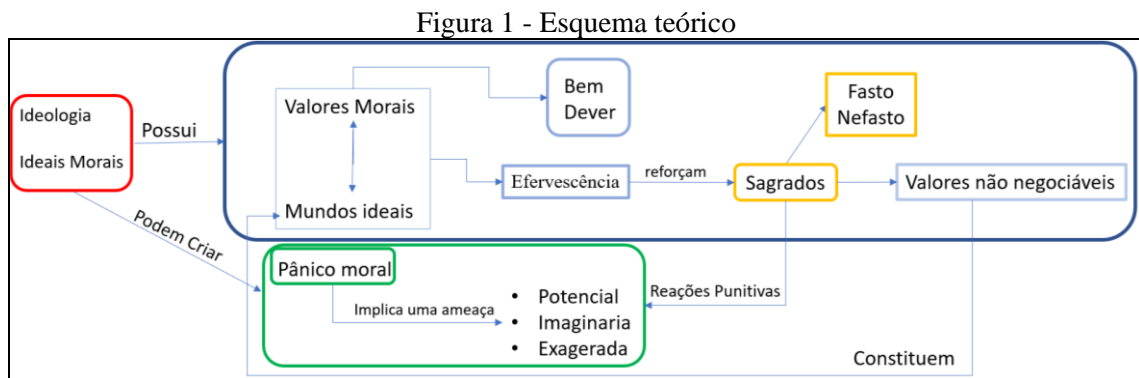 Figura 1 - Esquema teórico
Ideologia
Ideais Morais
Possui
Podem Criar
Valores Morais
Mundos ideais
Bem
Dever
Efervescência
reforçam
Sagrados
Fasto
Nefasto
Valores não negociáveis
Pânico moral
Implica uma ameaça
• Potencial
• Imaginaria
• Exagerada
Reações Punitivas
Constituem